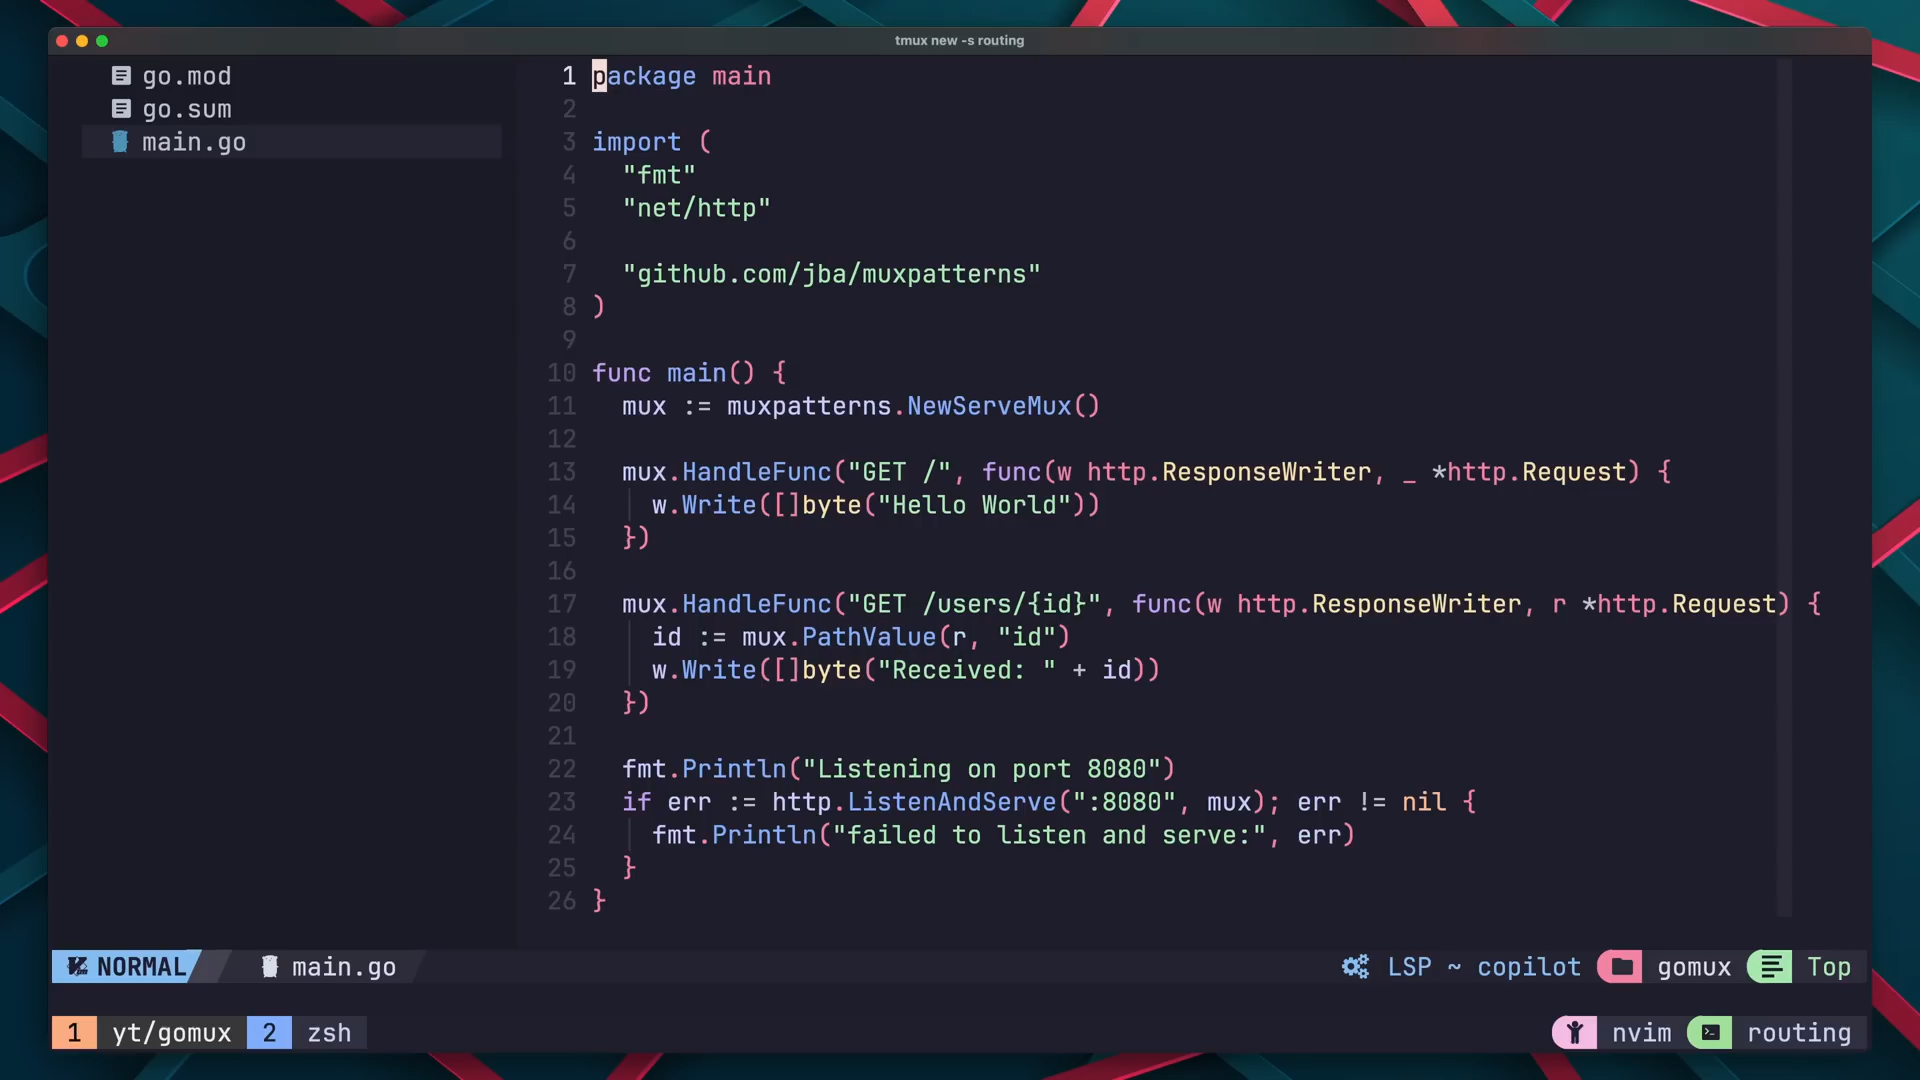 tmux new -s routing
go.mod
go.sum
main.go
1 package main
2
3 import (
4 "fmt"
5 "net/http"
6
7 "github.com/jba/muxpatterns"
8 )
9
10 func main() {
11 mux := muxpatterns.NewServeMux()
12
13 mux.HandleFunc("GET /", func(w http.ResponseWriter, _ *http.Request) {
14 w.Write([]byte("Hello World"))
15 })
16
17 mux.HandleFunc("GET /users/{id}", func(w http.ResponseWriter, r *http.Request) {
18 id := mux.PathValue(r, "id")
19 w.Write([]byte("Received: " + id))
20 })
21
22 fmt.Println("Listening on port 8080")
23 if err := http.ListenAndServe(":8080", mux); err != nil {
24 fmt.Println("failed to listen and serve:", err)
25 }
26 }
NORMAL main.go LSP ~ copilot gomux Top
1 yt/gomux 2 zsh nvim routing